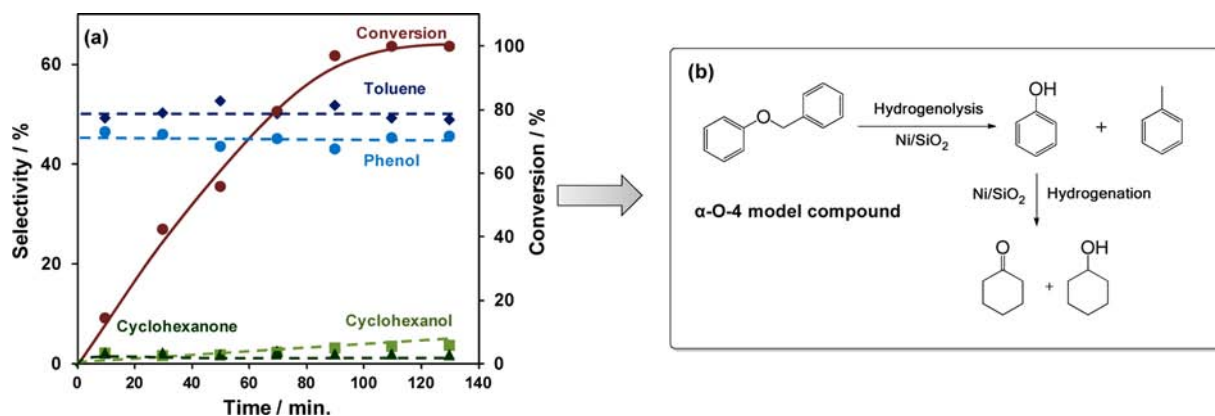 (a)
Conversion
Toluene
Phenol
Cyclohexanone
Cyclohexanol
Selectivity / %
60
40
20
0
Conversion / %
100
80
60
40
20
0
0 20 40 60 80 100 120 140
Time / min.
(b)
O
Hydrogenolysis
Ni/SiO2
OH
+
α-O-4 model compound
Ni/SiO2 Hydrogenation
O
+
OH